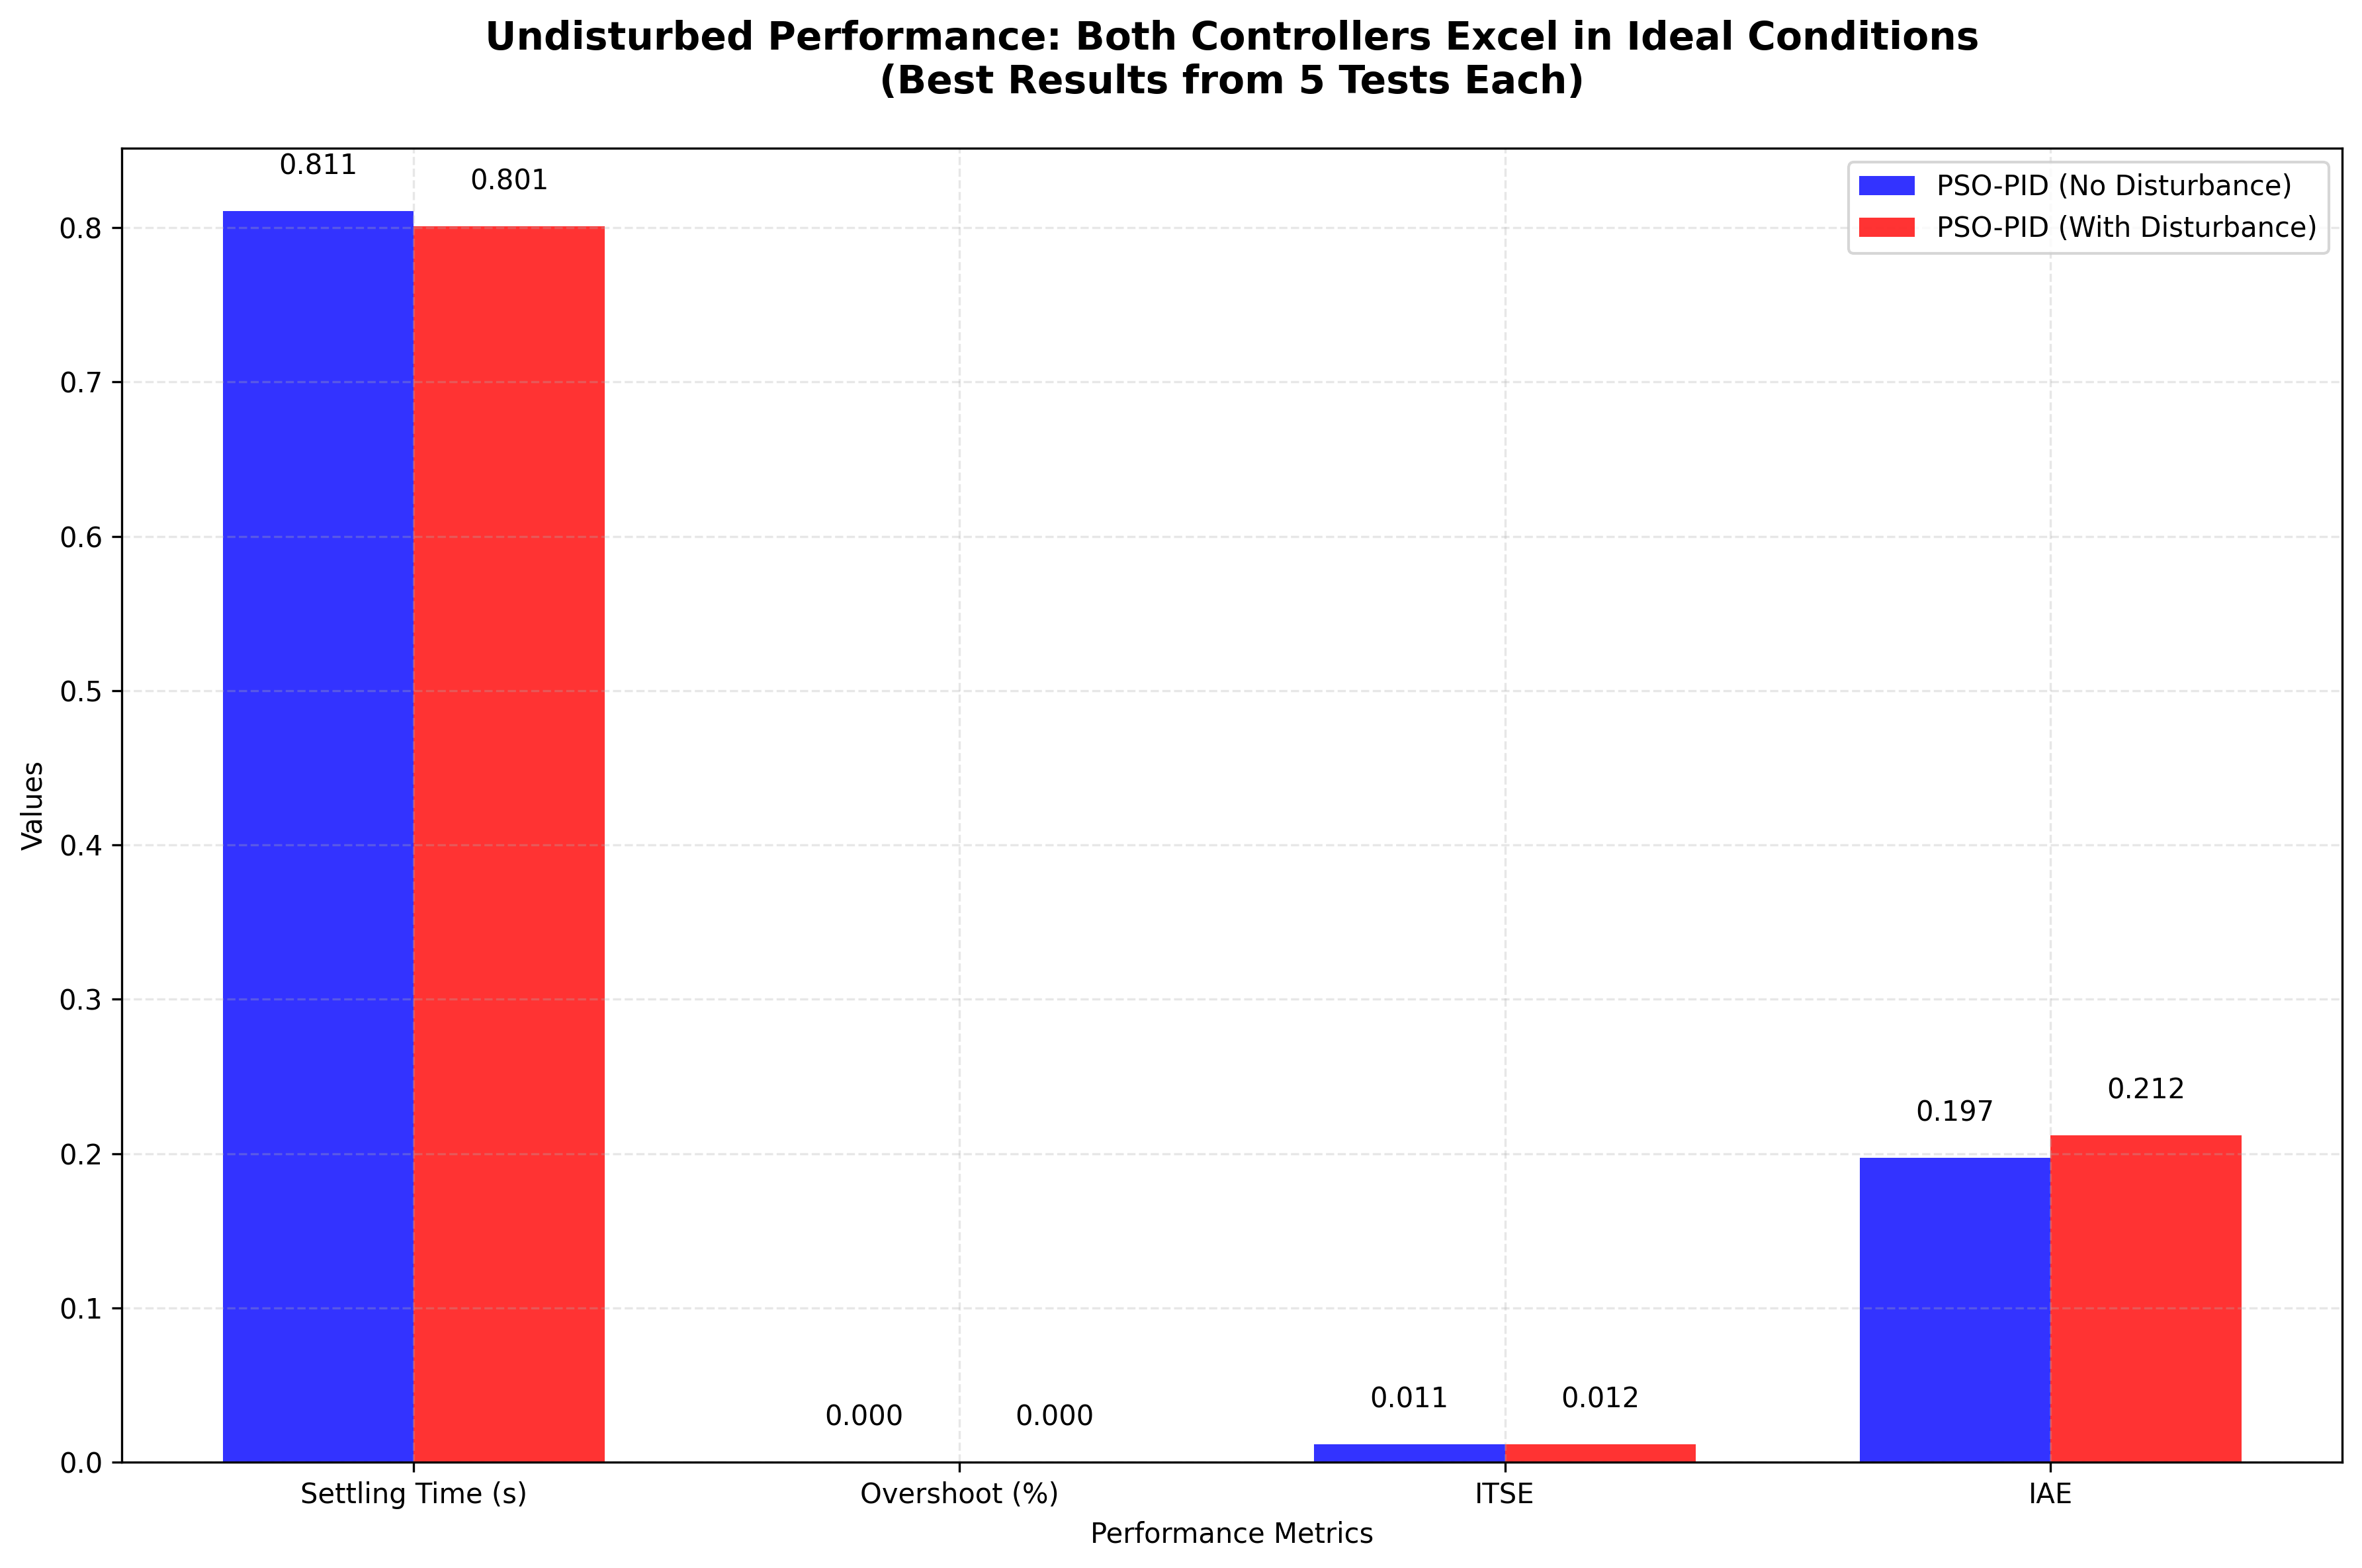 Undisturbed Performance: Both Controllers Excel in Ideal Conditions
(Best Results from 5 Tests Each)
0.811
0.801
PSO-PID (No Disturbance)
PSO-PID (With Disturbance)
0.8
0.7
0.6
0.5
0.4
0.3
0.2
0.1
0.0
Values
0.000
0.000
0.011
0.012
0.197
0.212
Settling Time (s)
Overshoot (%)
ITSE
IAE
Performance Metrics